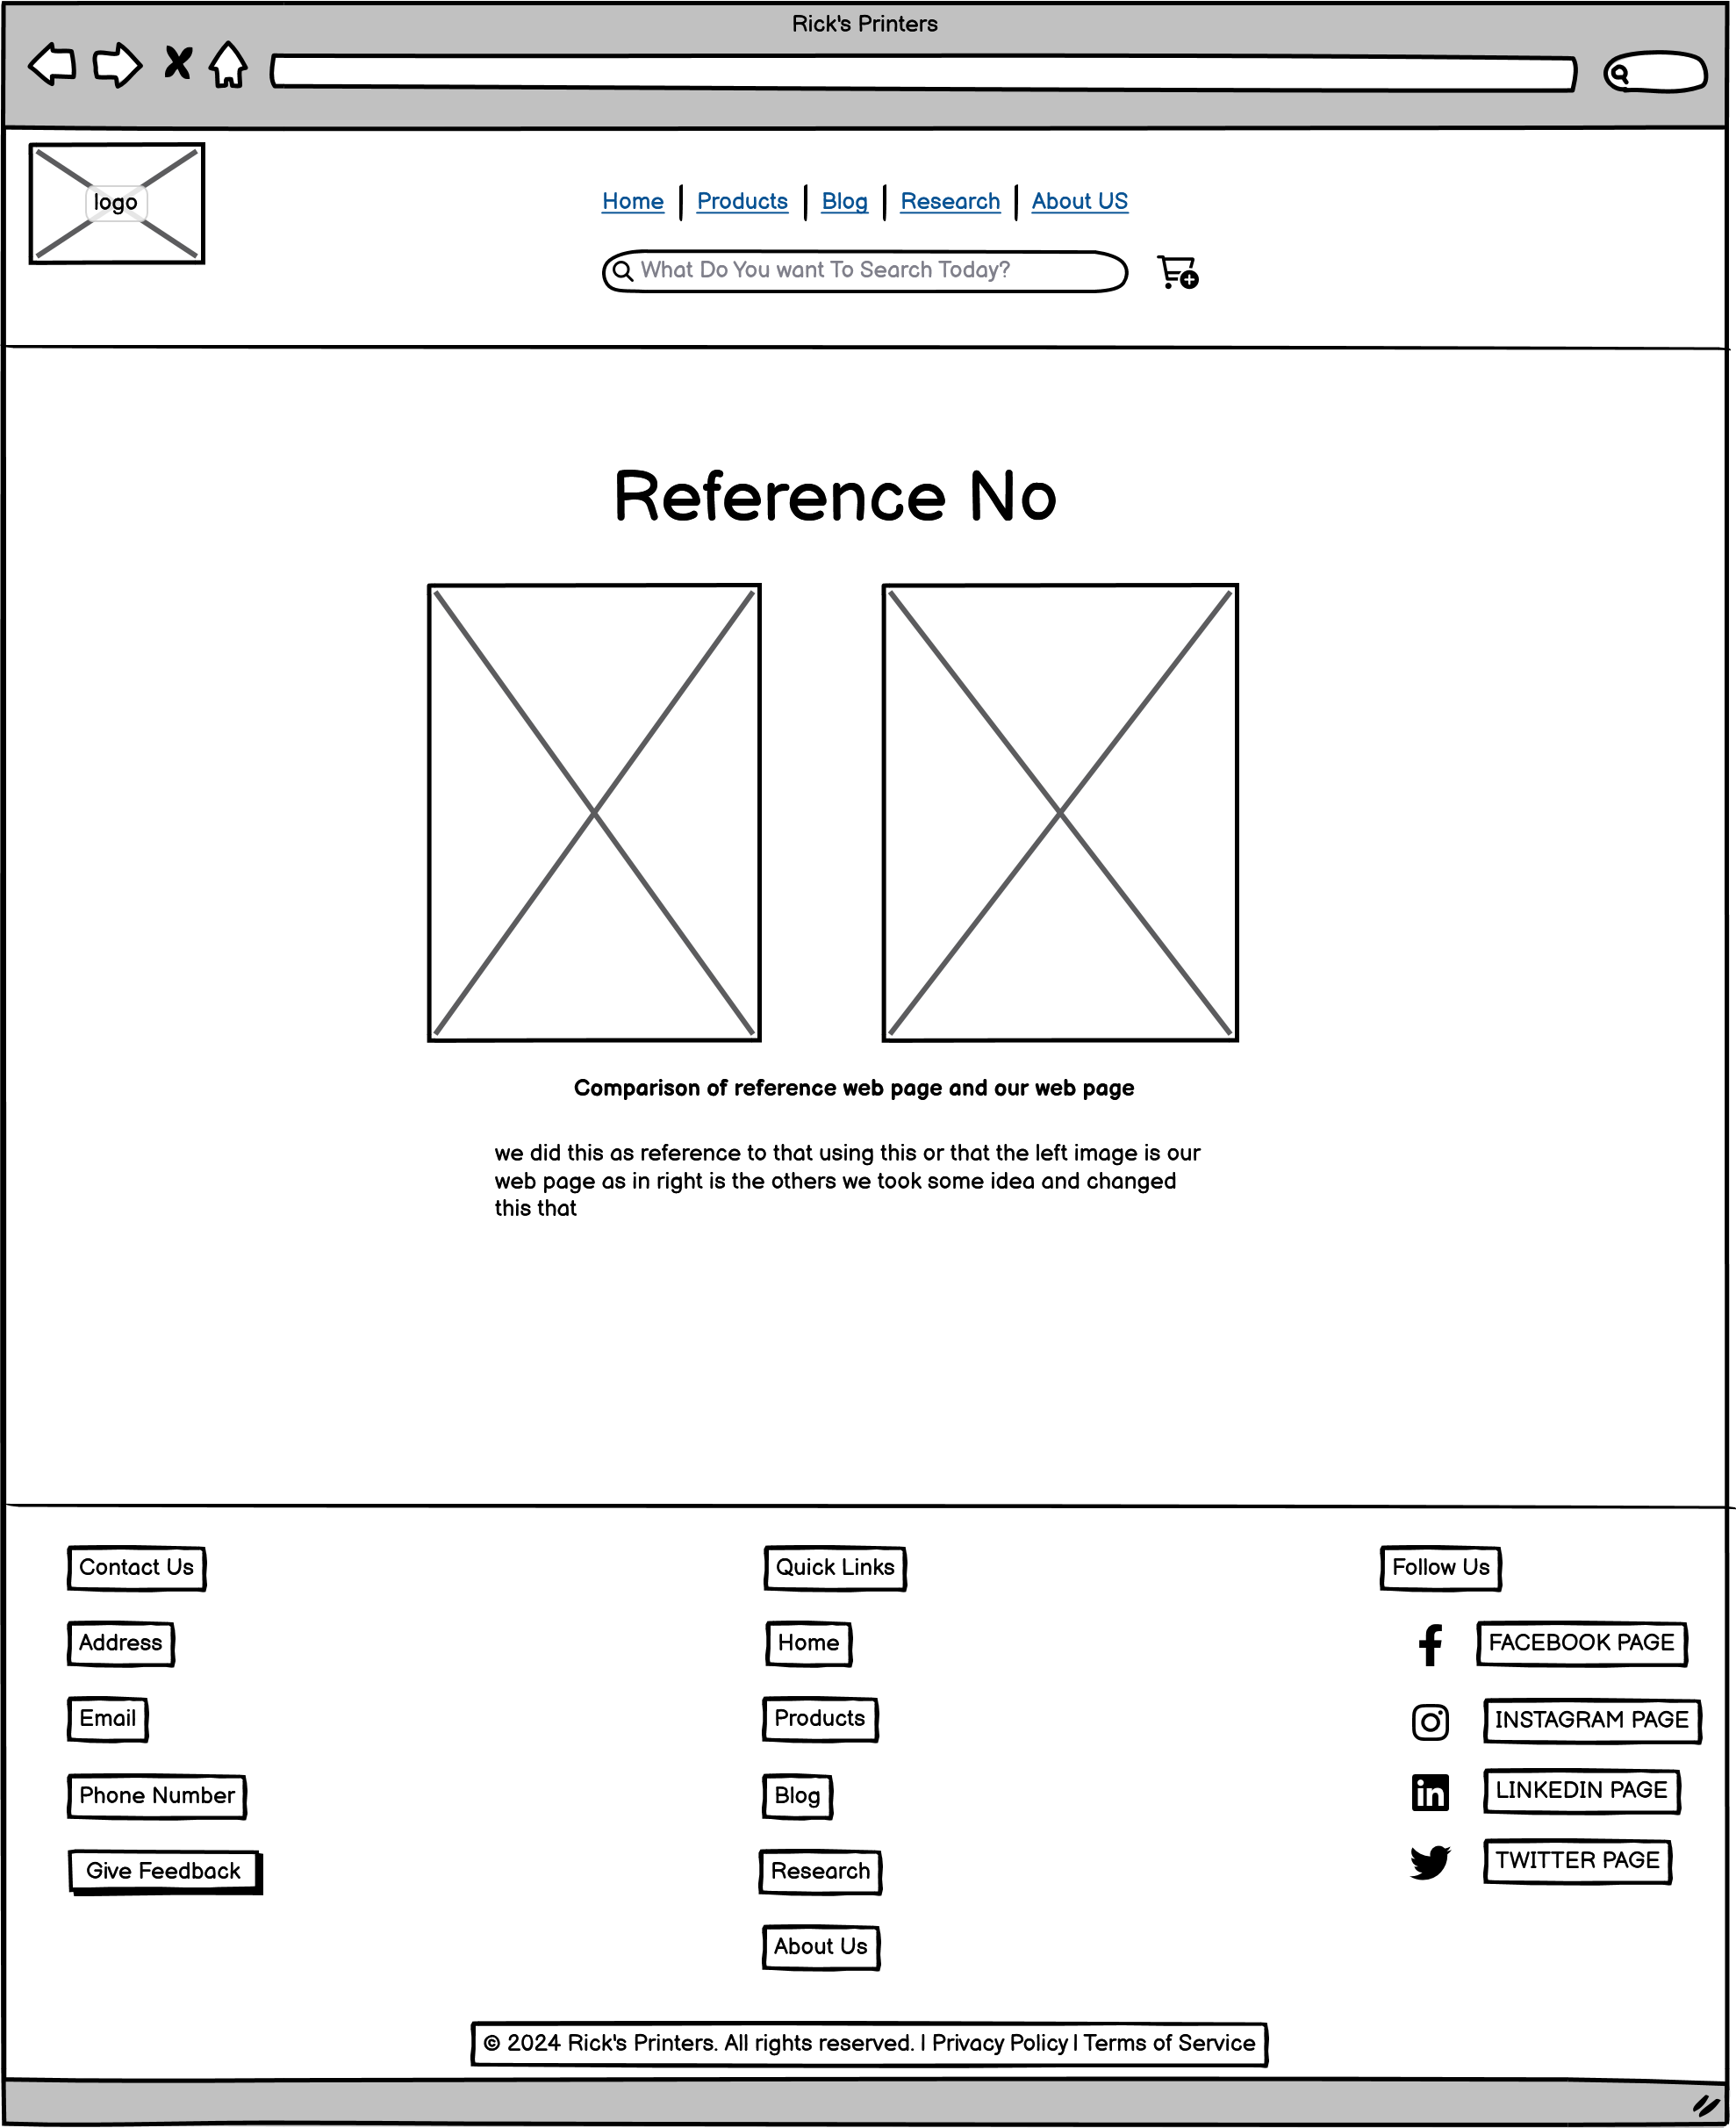 Rick's Printers
logo
Home | Products | Blog | Research | About US
What Do You want To Search Today?
Reference No
Comparison of reference web page and our web page
we did this as reference to that using this or that the left image is our
web page as in right is the others we took some idea and changed
this that
Contact Us
Address
Email
Phone Number
Give Feedback
Quick Links
Home
Products
Blog
Research
About Us
Follow Us
FACEBOOK PAGE
INSTAGRAM PAGE
LINKEDIN PAGE
TWITTER PAGE
© 2024 Rick's Printers. All rights reserved. | Privacy Policy | Terms of Service